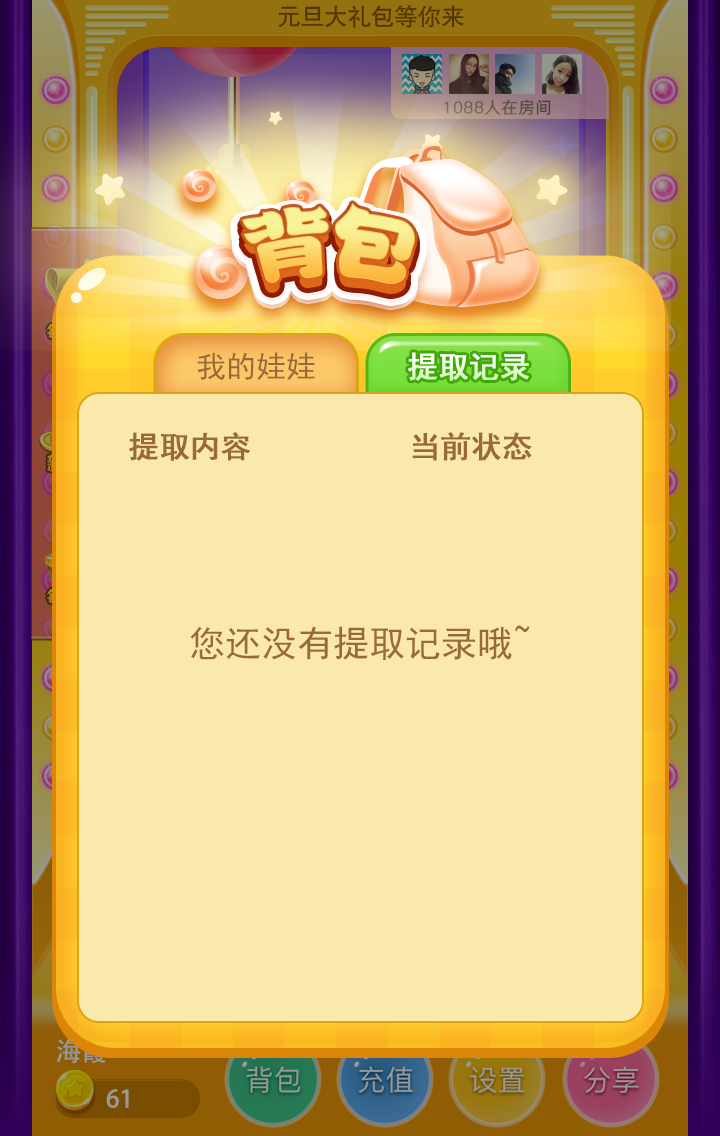 元旦大礼包等你来
1088人在房间
背包
我的娃娃
提取记录
提取内容
当前状态
您还没有提取记录哦~
海霞
61
背包
充值
设置
分享